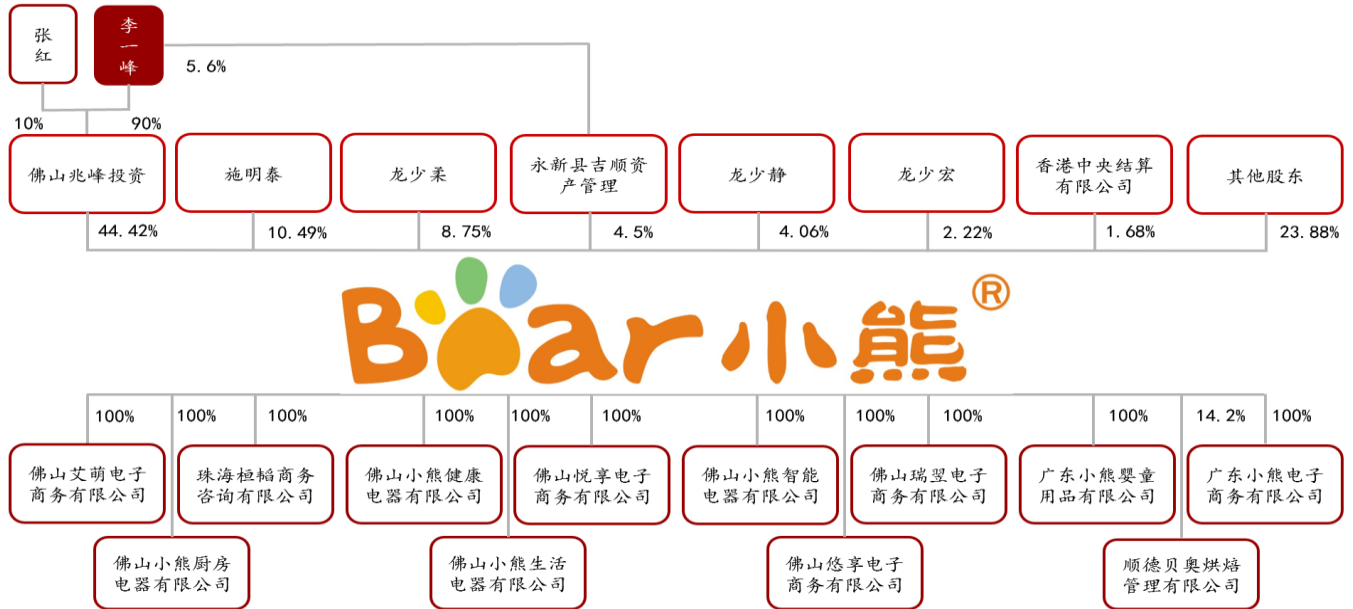 张
红
李
一
峰
5.6%
10%
90%
佛山兆峰投资
施明泰
龙少柔
永新县吉顺资
产管理
龙少静
龙少宏
香港中央结算
有限公司
其他股东
44.42%
10.49%
8.75%
4.5%
4.06%
2.22%
1.68%
23.88%
Bear小熊®
100%
100%
100%
100%
100%
100%
100%
100%
100%
100%
14.2%
100%
佛山艾萌电子
商务有限公司
珠海桓韬商务
咨询有限公司
佛山小熊健康
电器有限公司
佛山悦享电子
商务有限公司
佛山小熊智能
电器有限公司
佛山瑞翌电子
商务有限公司
广东小熊婴童
用品有限公司
广东小熊电子
商务有限公司
佛山小熊厨房
电器有限公司
佛山小熊生活
电器有限公司
佛山悠享电子
商务有限公司
顺德贝奥烘焙
管理有限公司